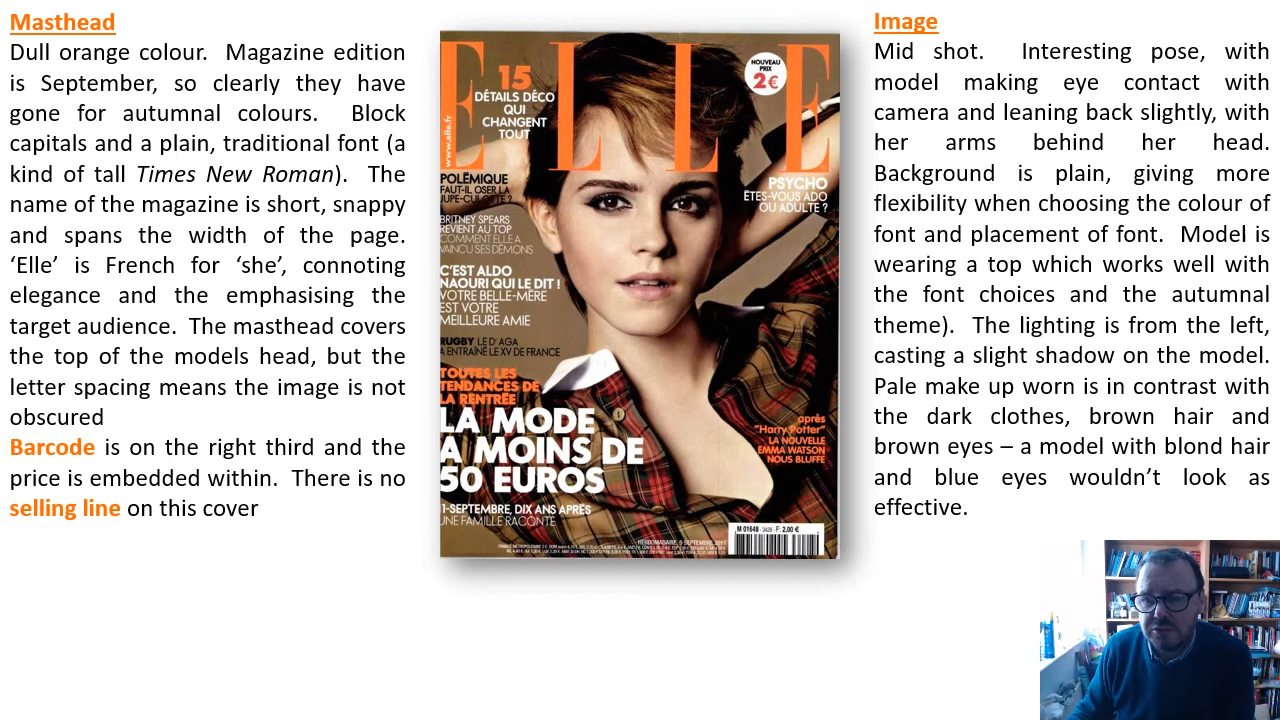 Masthead
Dull orange colour. Magazine edition
is September, so clearly they have
gone for autumnal colours. Block
capitals and a plain, traditional font (a
kind of tall Times New Roman). The
name of the magazine is short, snappy
and spans the width of the page.
‘Elle’ is French for ‘she’, connoting
elegance and the emphasising the
target audience. The masthead covers
the top of the models head, but the
letter spacing means the image is not
obscured
Barcode is on the right third and the
price is embedded within. There is no
selling line on this cover
ELLE
NOUVEAU
PRIX
2€
15
DÉTAILS DÉCO
QUI
CHANGENT
TOUT
www.elle.fr
POLÉMIQUE
FAUT-IL OSER LA
JUPE-CULOTTE ?
PSYCHO
ÊTES-VOUS ADO
OU ADULTE ?
BRITNEY SPEARS
REVIENT AU TOP
COMMENT ELLE A
VAINCU SES DÉMONS
C'EST ALDO
NAOURI QUI LE DIT !
VOTRE BELLE-MÈRE
EST VOTRE
MEILLEURE AMIE
RUGBY LE D' AGA
A ENTRAÎNÉ LE XV DE FRANCE
TOUTES LES
TENDANCES DE
LA RENTRÉE
LA MODE
A MOINS DE
50 EUROS
après
"Harry Potter"
LA NOUVELLE
EMMA WATSON
NOUS BLUFFE
1-SEPTEMBRE, DIX ANS APRÈS
UNE FAMILLE RACONTE
M 01648 - 3428 - F: 2,00 €
HEBDOMADAIRE, 9 SEPTEMBRE 2011
Image
Mid shot. Interesting pose, with
model making eye contact with
camera and leaning back slightly, with
her arms behind her head.
Background is plain, giving more
flexibility when choosing the colour of
font and placement of font. Model is
wearing a top which works well with
the font choices and the autumnal
theme). The lighting is from the left,
casting a slight shadow on the model.
Pale make up worn is in contrast with
the dark clothes, brown hair and
brown eyes – a model with blond hair
and blue eyes wouldn’t look as
effective.